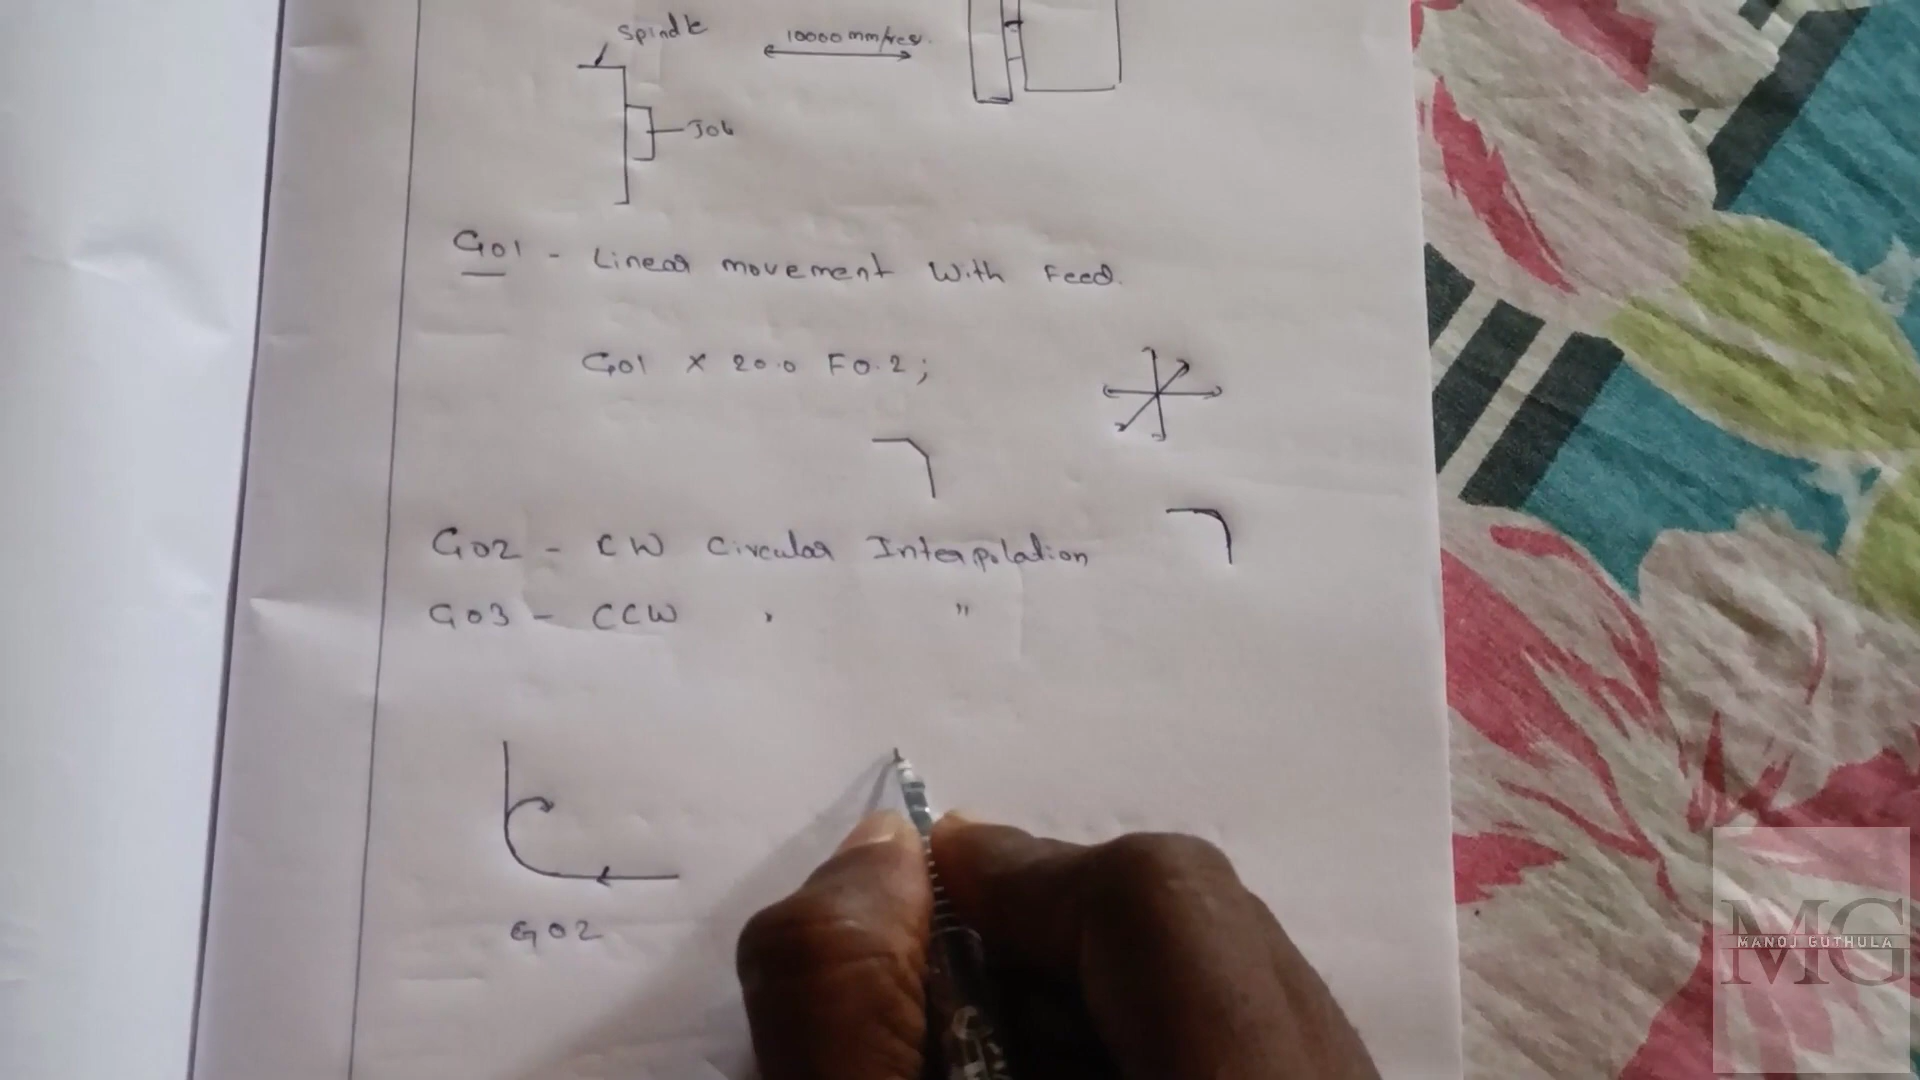 Spindle
10000 mm/rev.
Job
G01 - Linear movement With Feed.
G01 X 20.0 F0.2;
G02 - CW Circular Interpolation
G03 - CCW " "
G02
MG
MANOJ GUTHULA